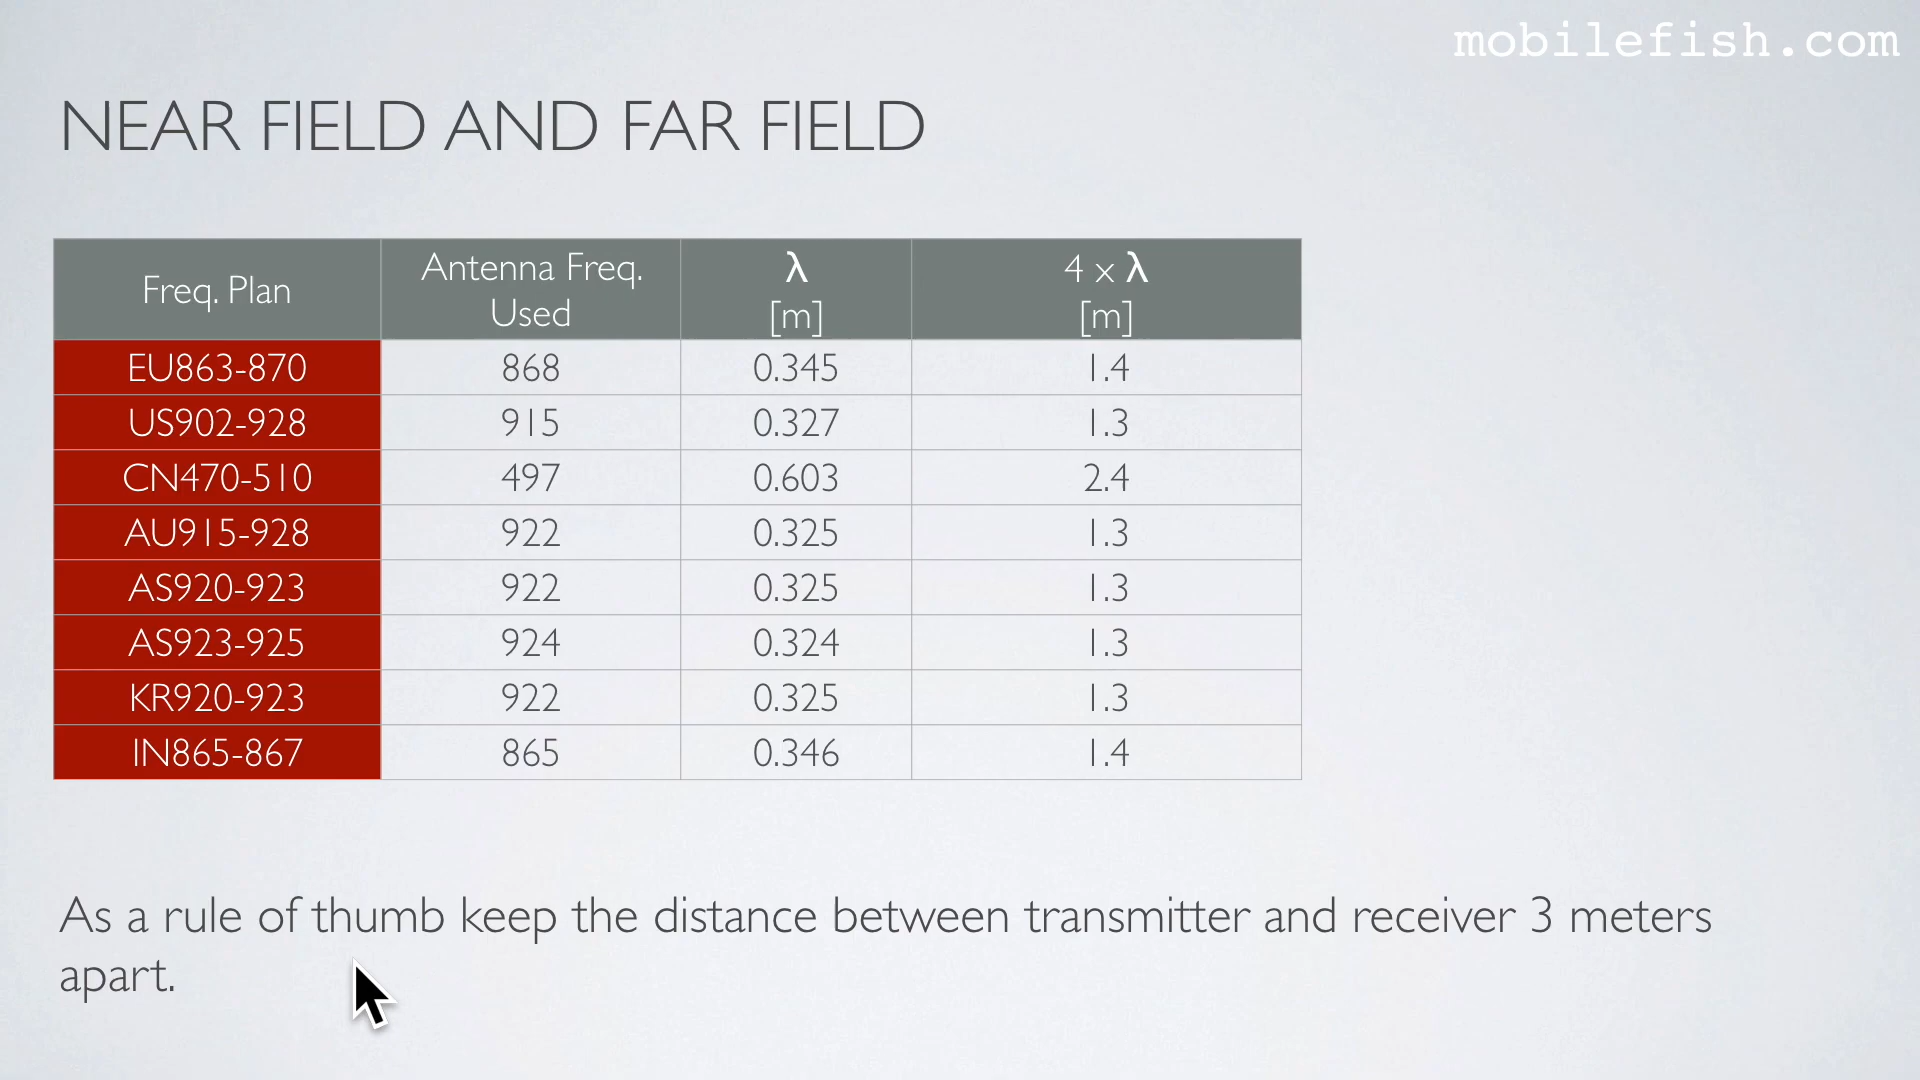 mobilefish.com
NEAR FIELD AND FAR FIELD
Freq. Plan Antenna Freq. Used λ [m] 4 x λ [m]
EU863-870 868 0.345 1.4
US902-928 915 0.327 1.3
CN470-510 497 0.603 2.4
AU915-928 922 0.325 1.3
AS920-923 922 0.325 1.3
AS923-925 924 0.324 1.3
KR920-923 922 0.325 1.3
IN865-867 865 0.346 1.4
As a rule of thumb keep the distance between transmitter and receiver 3 meters
apart.